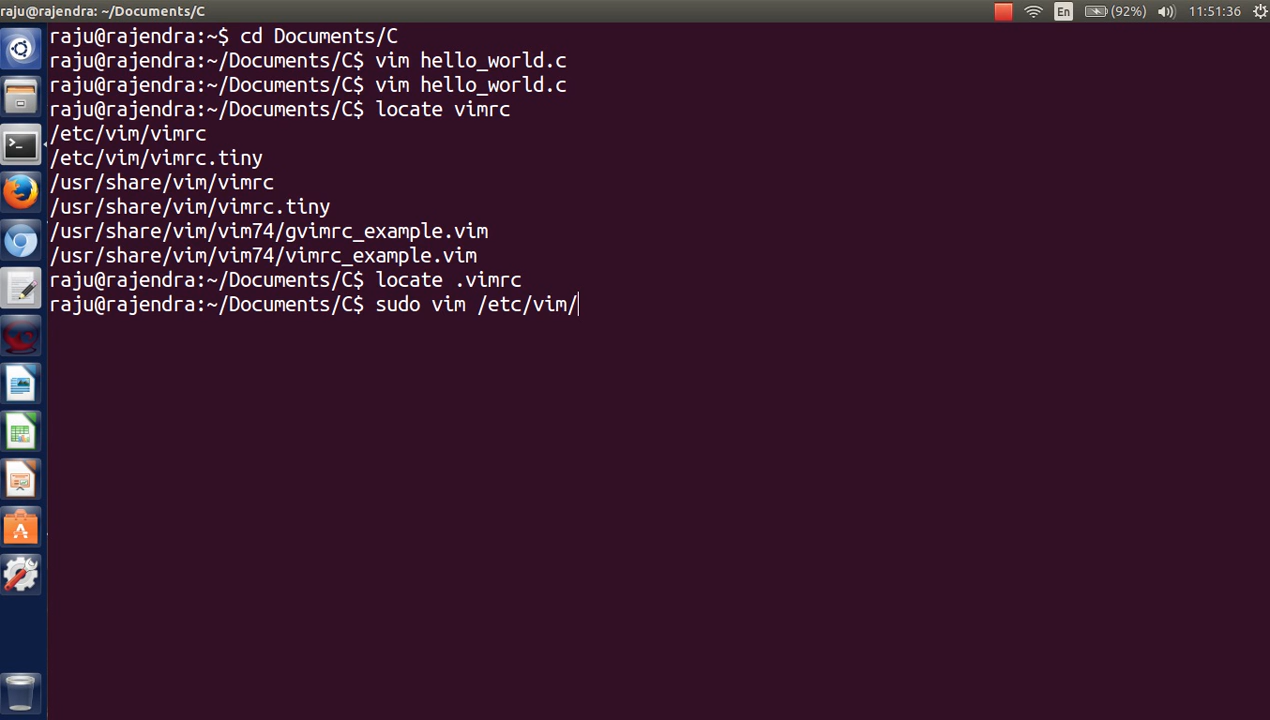 raju@rajendra: ~/Documents/C
En (92%) 11:51:36
raju@rajendra:~$ cd Documents/C
raju@rajendra:~/Documents/C$ vim hello_world.c
raju@rajendra:~/Documents/C$ vim hello_world.c
raju@rajendra:~/Documents/C$ locate vimrc
/etc/vim/vimrc
/etc/vim/vimrc.tiny
/usr/share/vim/vimrc
/usr/share/vim/vimrc.tiny
/usr/share/vim/vim74/gvimrc_example.vim
/usr/share/vim/vim74/vimrc_example.vim
raju@rajendra:~/Documents/C$ locate .vimrc
raju@rajendra:~/Documents/C$ sudo vim /etc/vim/